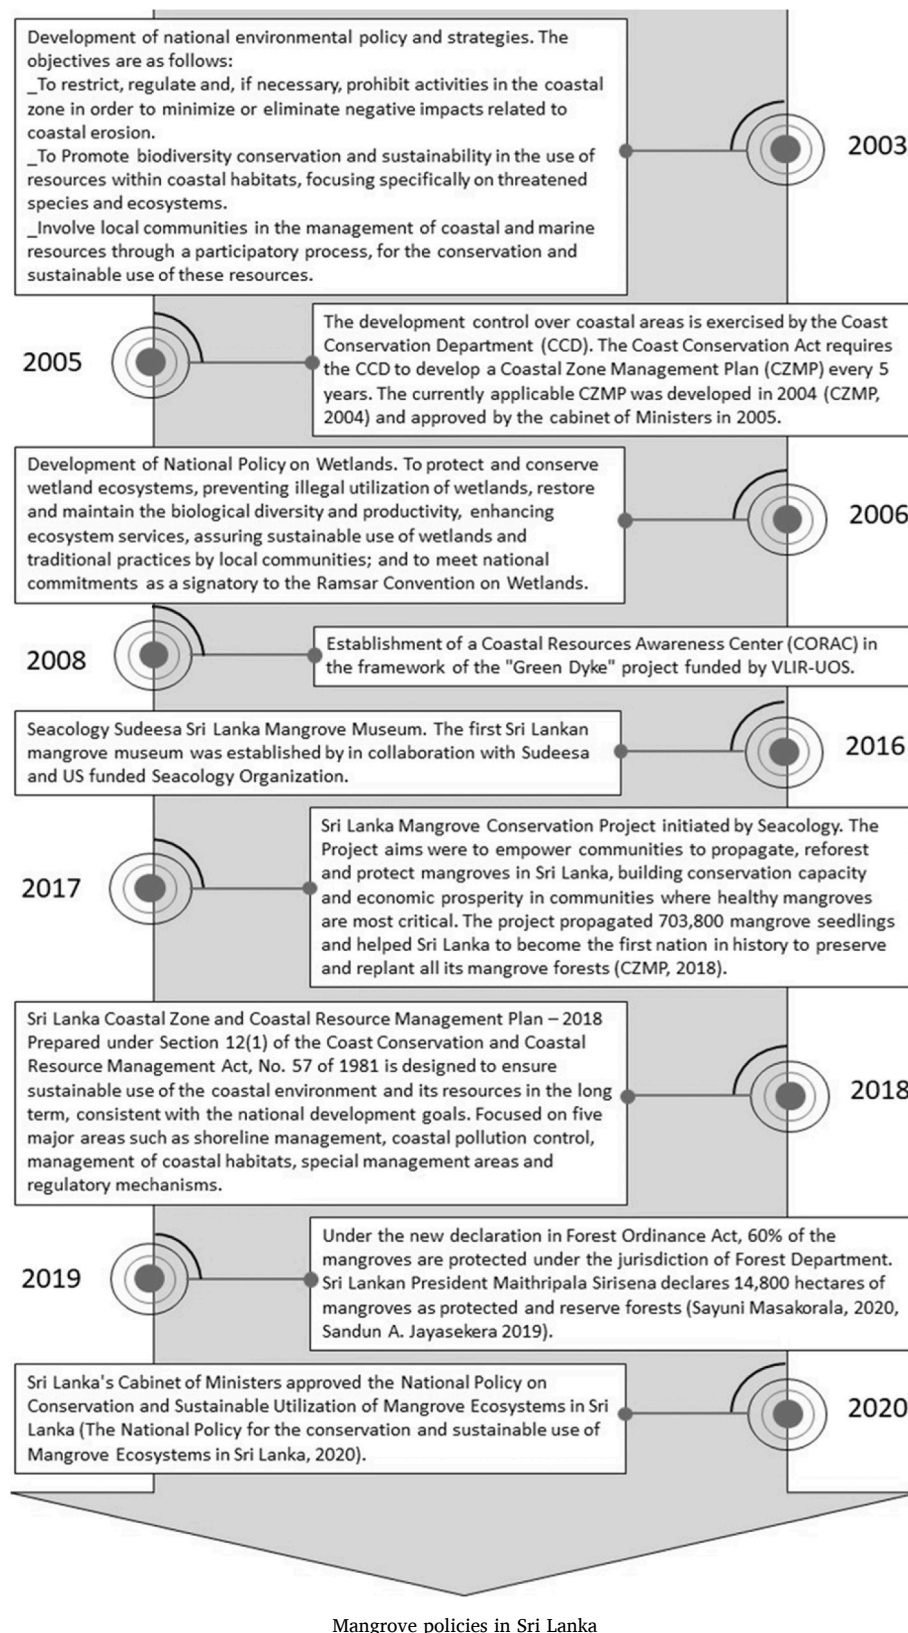 Development of national environmental policy and strategies. The
objectives are as follows:
_To restrict, regulate and, if necessary, prohibit activities in the coastal
zone in order to minimize or eliminate negative impacts related to
coastal erosion.
_To Promote biodiversity conservation and sustainability in the use of
resources within coastal habitats, focusing specifically on threatened
species and ecosystems.
_Involve local communities in the management of coastal and marine
resources through a participatory process, for the conservation and
sustainable use of these resources.
2003
2005
The development control over coastal areas is exercised by the Coast
Conservation Department (CCD). The Coast Conservation Act requires
the CCD to develop a Coastal Zone Management Plan (CZMP) every 5
years. The currently applicable CZMP was developed in 2004 (CZMP,
2004) and approved by the cabinet of Ministers in 2005.
Development of National Policy on Wetlands. To protect and conserve
wetland ecosystems, preventing illegal utilization of wetlands, restore
and maintain the biological diversity and productivity, enhancing
ecosystem services, assuring sustainable use of wetlands and
traditional practices by local communities; and to meet national
commitments as a signatory to the Ramsar Convention on Wetlands.
2006
2008
Establishment of a Coastal Resources Awareness Center (CORAC) in
the framework of the "Green Dyke" project funded by VLIR-UOS.
Seacology Sudeesa Sri Lanka Mangrove Museum. The first Sri Lankan
mangrove museum was established by in collaboration with Sudeesa
and US funded Seacology Organization.
2016
2017
Sri Lanka Mangrove Conservation Project initiated by Seacology. The
Project aims were to empower communities to propagate, reforest
and protect mangroves in Sri Lanka, building conservation capacity
and economic prosperity in communities where healthy mangroves
are most critical. The project propagated 703,800 mangrove seedlings
and helped Sri Lanka to become the first nation in history to preserve
and replant all its mangrove forests (CZMP, 2018).
Sri Lanka Coastal Zone and Coastal Resource Management Plan – 2018
Prepared under Section 12(1) of the Coast Conservation and Coastal
Resource Management Act, No. 57 of 1981 is designed to ensure
sustainable use of the coastal environment and its resources in the long
term, consistent with the national development goals. Focused on five
major areas such as shoreline management, coastal pollution control,
management of coastal habitats, special management areas and
regulatory mechanisms.
2018
2019
Under the new declaration in Forest Ordinance Act, 60% of the
mangroves are protected under the jurisdiction of Forest Department.
Sri Lankan President Maithripala Sirisena declares 14,800 hectares of
mangroves as protected and reserve forests (Sayuni Masakorala, 2020,
Sandun A. Jayasekera 2019).
Sri Lanka's Cabinet of Ministers approved the National Policy on
Conservation and Sustainable Utilization of Mangrove Ecosystems in Sri
Lanka (The National Policy for the conservation and sustainable use of
Mangrove Ecosystems in Sri Lanka, 2020).
2020
Mangrove policies in Sri Lanka